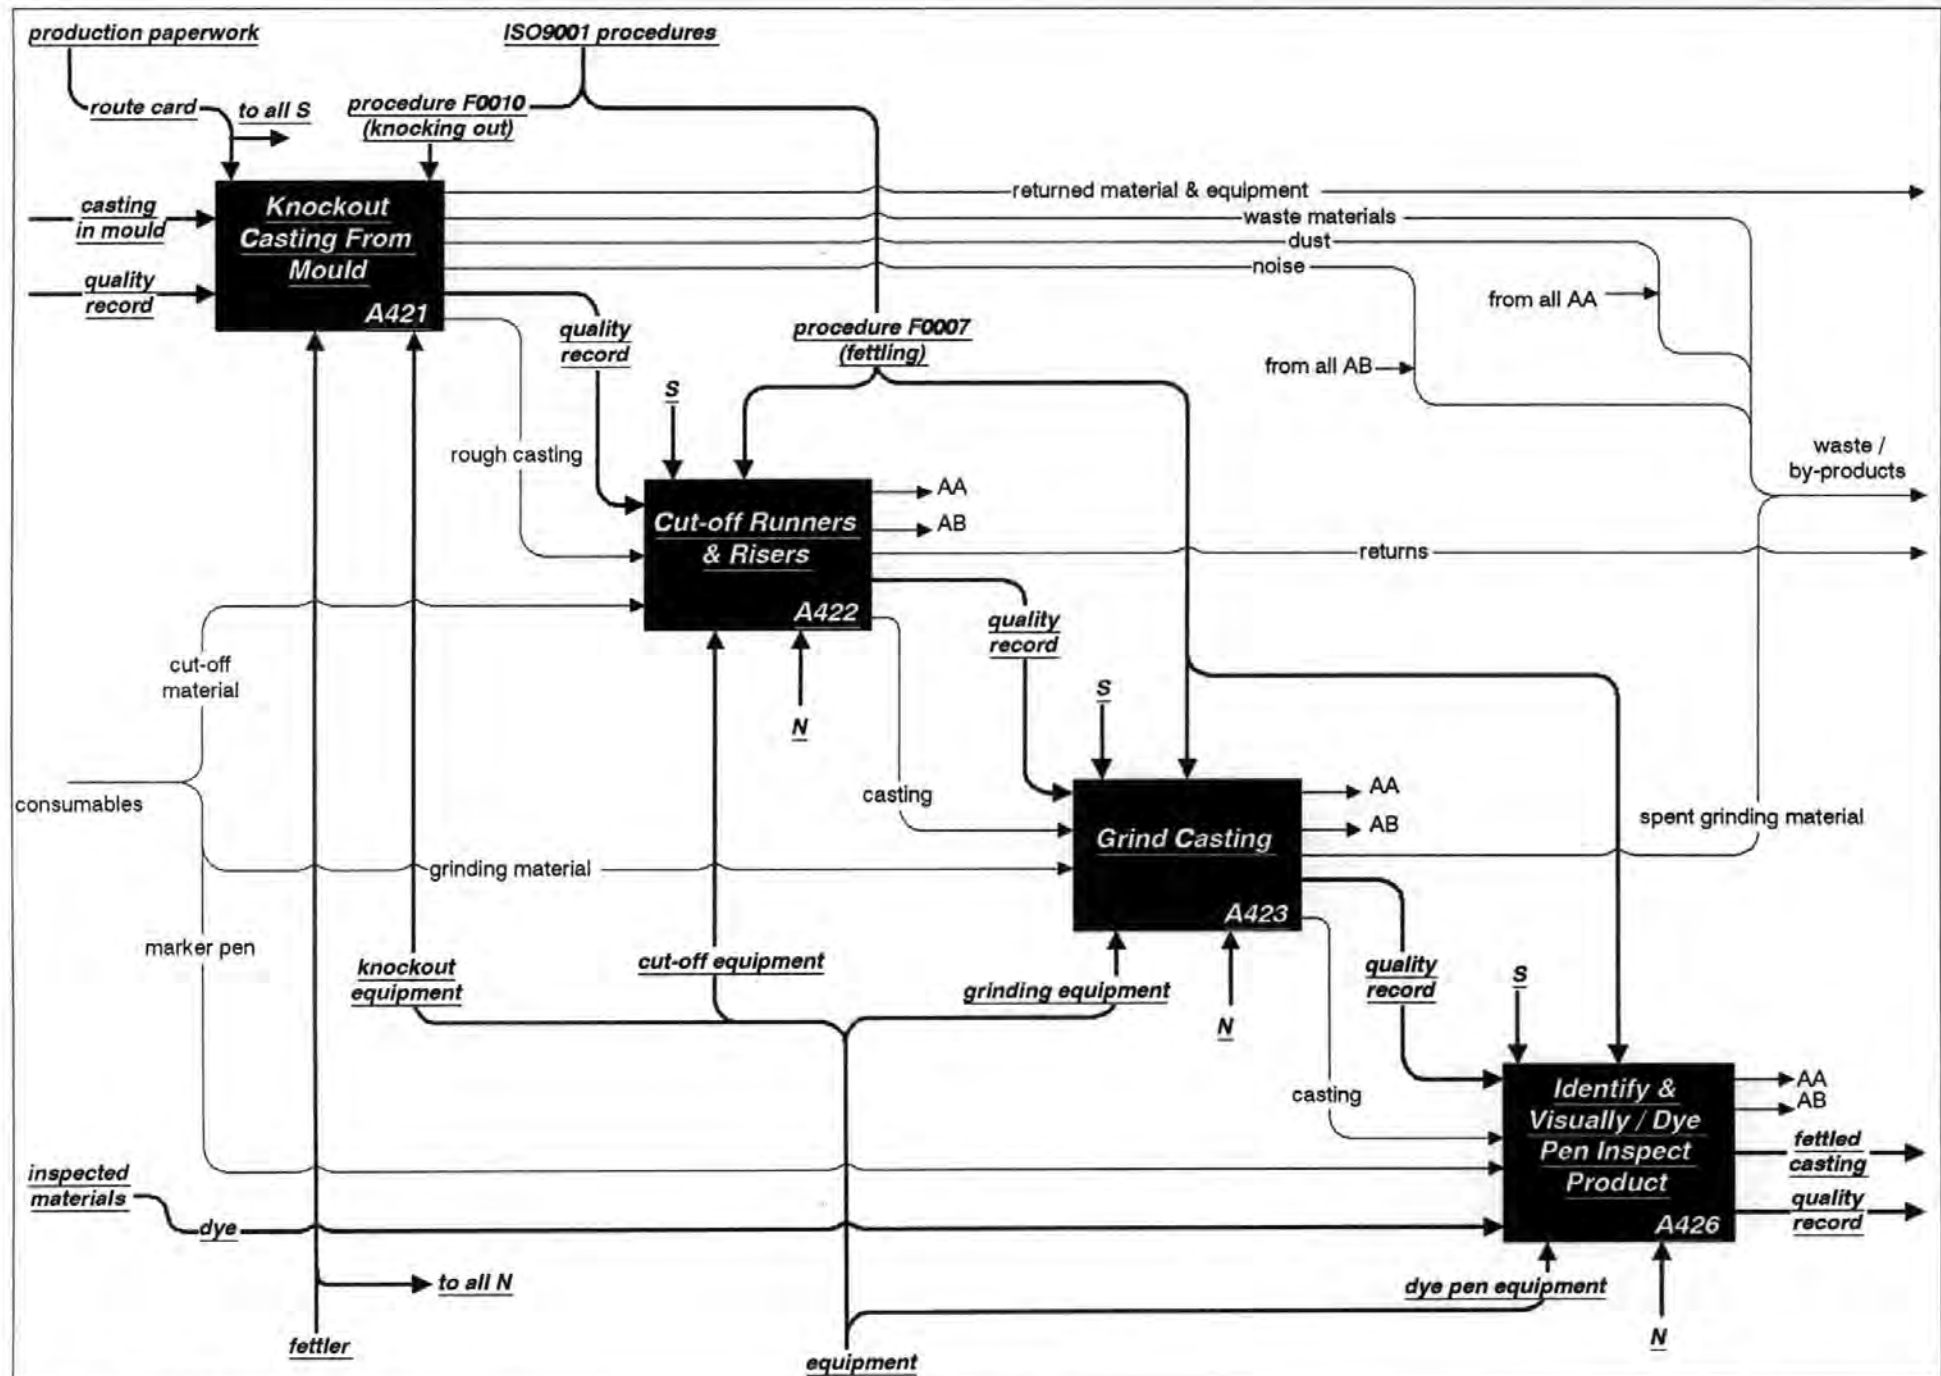 production paperwork
ISO9001 procedures
route card
to all S
procedure F0010
(knocking out)
casting
in mould
quality
record
Knockout
Casting From
Mould
A421
returned material & equipment
waste materials
dust
noise
from all AA
from all AB
quality
record
procedure F0007
(fettling)
S
rough casting
waste /
by-products
Cut-off Runners
& Risers
A422
AA
AB
returns
quality
record
cut-off
material
N
S
consumables
casting
Grind Casting
A423
AA
AB
spent grinding material
grinding material
marker pen
knockout
equipment
cut-off equipment
grinding equipment
N
quality
record
S
casting
Identify &
Visually / Dye
Pen Inspect
Product
A426
AA
AB
fettled
casting
quality
record
inspected
materials
dye
to all N
dye pen equipment
N
fettler
equipment